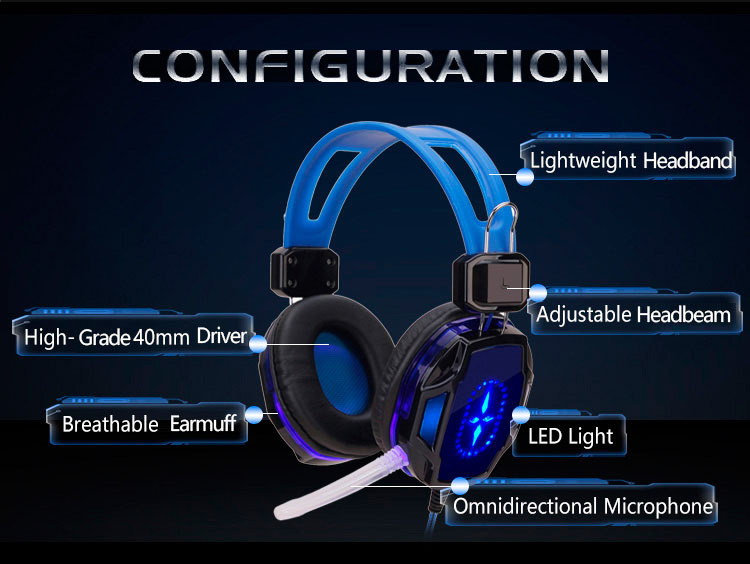 CONFIGURATION
Lightweight Headband
Adjustable Headbeam
High-Grade 40mm Driver
Breathable Earmuff
LED Light
Omnidirectional Microphone